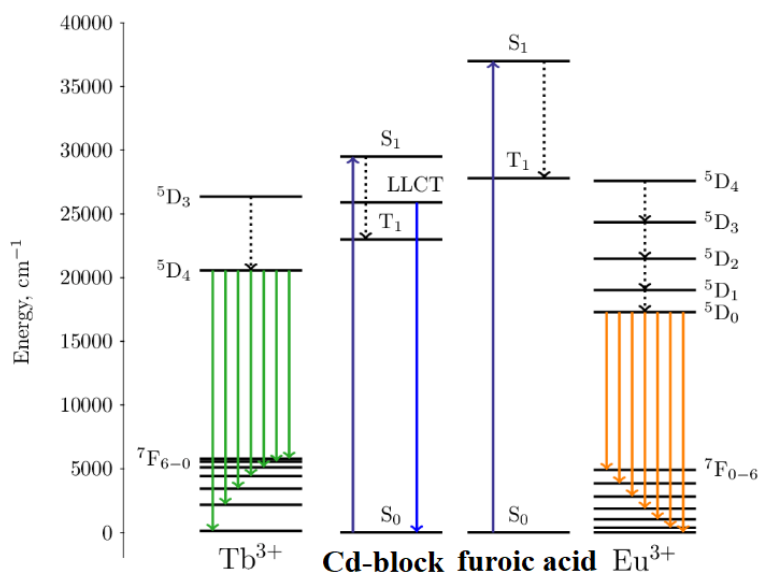 40000
35000
30000
25000
20000
15000
10000
5000
0
Energy, cm⁻¹
⁵D₃
⁵D₄
⁷F₆₋₀
Tb³⁺
S₁
LLCT
T₁
S₀
Cd-block
S₁
T₁
S₀
furoic acid
⁵D₄
⁵D₃
⁵D₂
⁵D₁
⁵D₀
⁷F₀₋₆
Eu³⁺